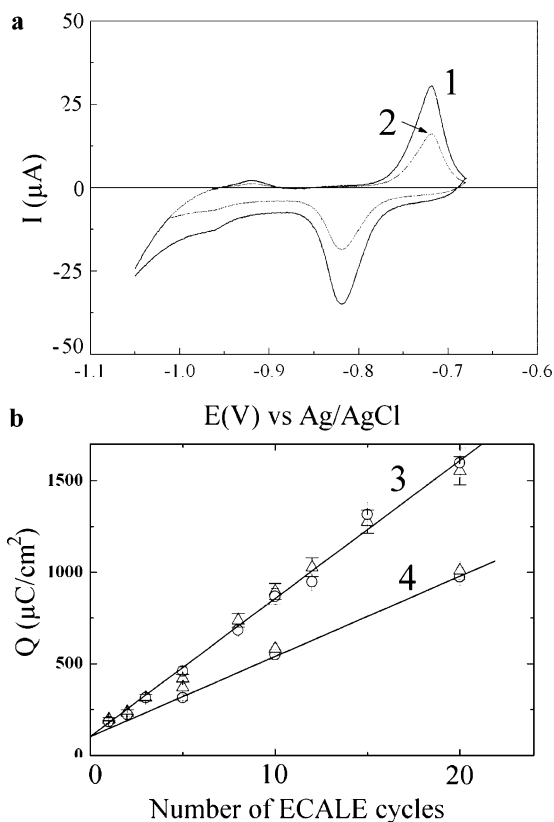 a
50
25
0
-25
-50
I (μA)
1
2
-1.1 -1.0 -0.9 -0.8 -0.7 -0.6
E(V) vs Ag/AgCl
b
1500
1000
500
0
Q (μC/cm²)
3
4
0 10 20
Number of ECALE cycles